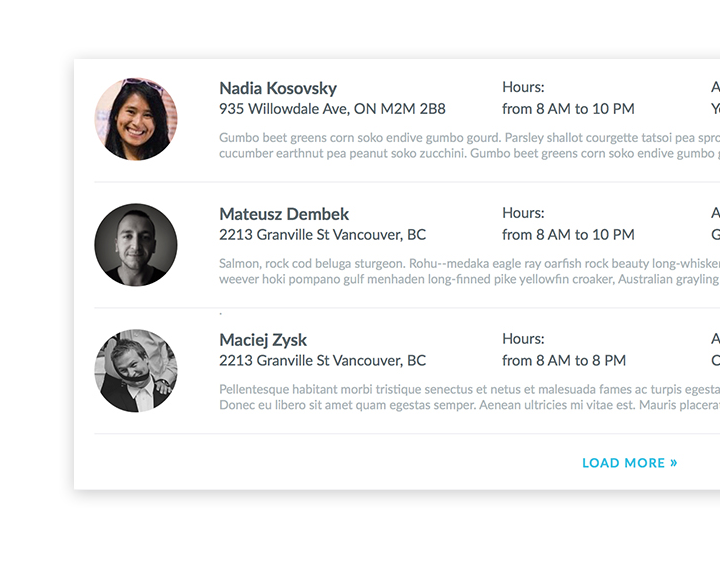 Nadia Kosovsky
935 Willowdale Ave, ON M2M 2B8
Hours:
from 8 AM to 10 PM
Gumbo beet greens corn soko endive gumbo gourd. Parsley shallot courgette tatsoi pea
cucumber earthnut pea peanut soko zucchini. Gumbo beet greens corn soko endive gumbo
Mateusz Dembek
2213 Granville St Vancouver, BC
Hours:
from 8 AM to 10 PM
Salmon, rock cod beluga sturgeon. Rohu--medaka eagle ray oarfish rock beauty
weever hoki pompano gulf menhaden long-finned pike yellowfin croaker, Australian grayling
Maciej Zysk
2213 Granville St Vancouver, BC
Hours:
from 8 AM to 8 PM
Pellentesque habitant morbi tristique senectus et netus et malesuada fames ac turpis
Donec eu libero sit amet quam egestas semper. Aenean ultricies mi vitae est. Mauris
LOAD MORE »